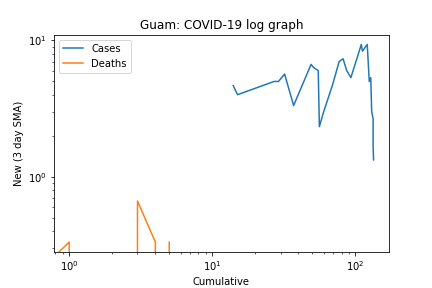 Guam: COVID-19 log graph
Cases
Deaths
New (3 day SMA)
10¹
10⁰
10⁰ 10¹ 10²
Cumulative